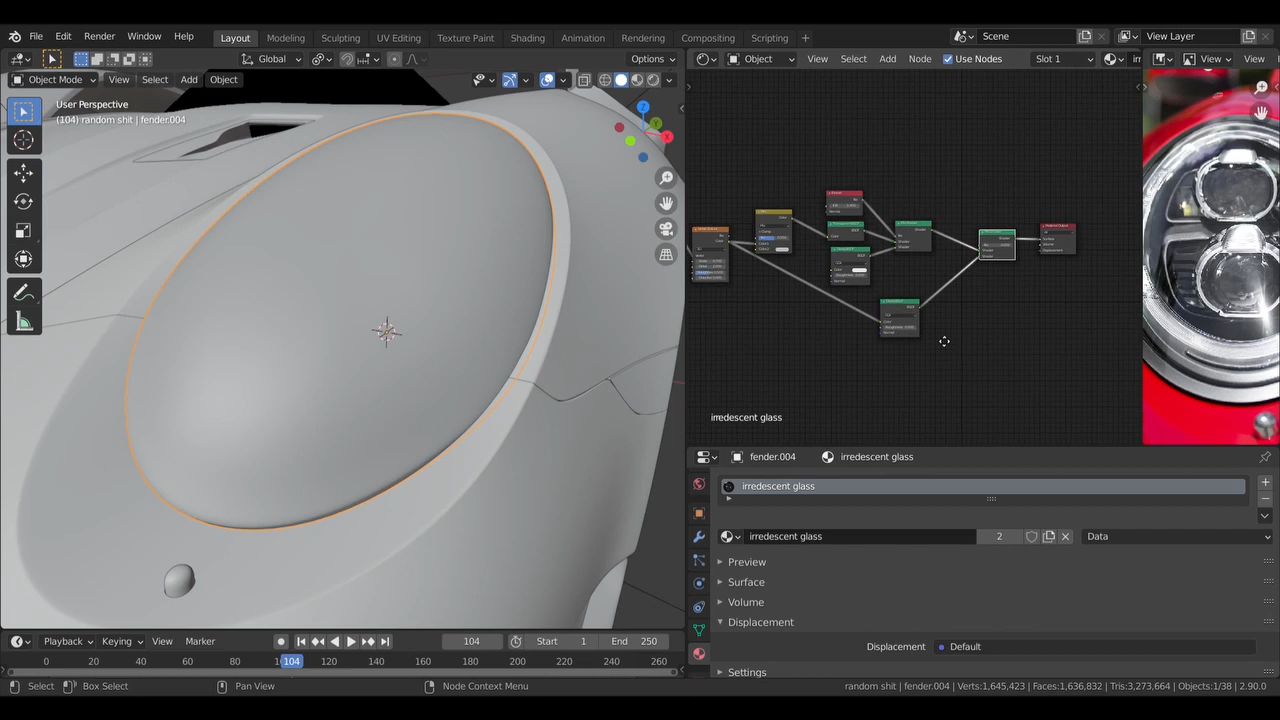 File Edit Render Window Help Layout Modeling Sculpting UV Editing Texture Paint Shading Animation Rendering Compositing Scripting + Scene View Layer
Global Options Object View Select Add Node Use Nodes Slot 1 View View
Object Mode View Select Add Object
User Perspective
(104) random shit | fender.004
Z
Y
X
irredescent glass
fender.004 irredescent glass
irredescent glass
irredescent glass 2 Data
Preview
Surface
Volume
Displacement
Displacement Default
Settings
Playback Keying View Marker 104 Start 1 End 250
0 20 40 60 80 104 120 140 160 180 200 220 240 260
Select Box Select Pan View Node Context Menu random shit | fender.004 | Verts:1,645,423 | Faces:1,636,832 | Tris:3,273,664 | Objects:1/38 | 2.90.0